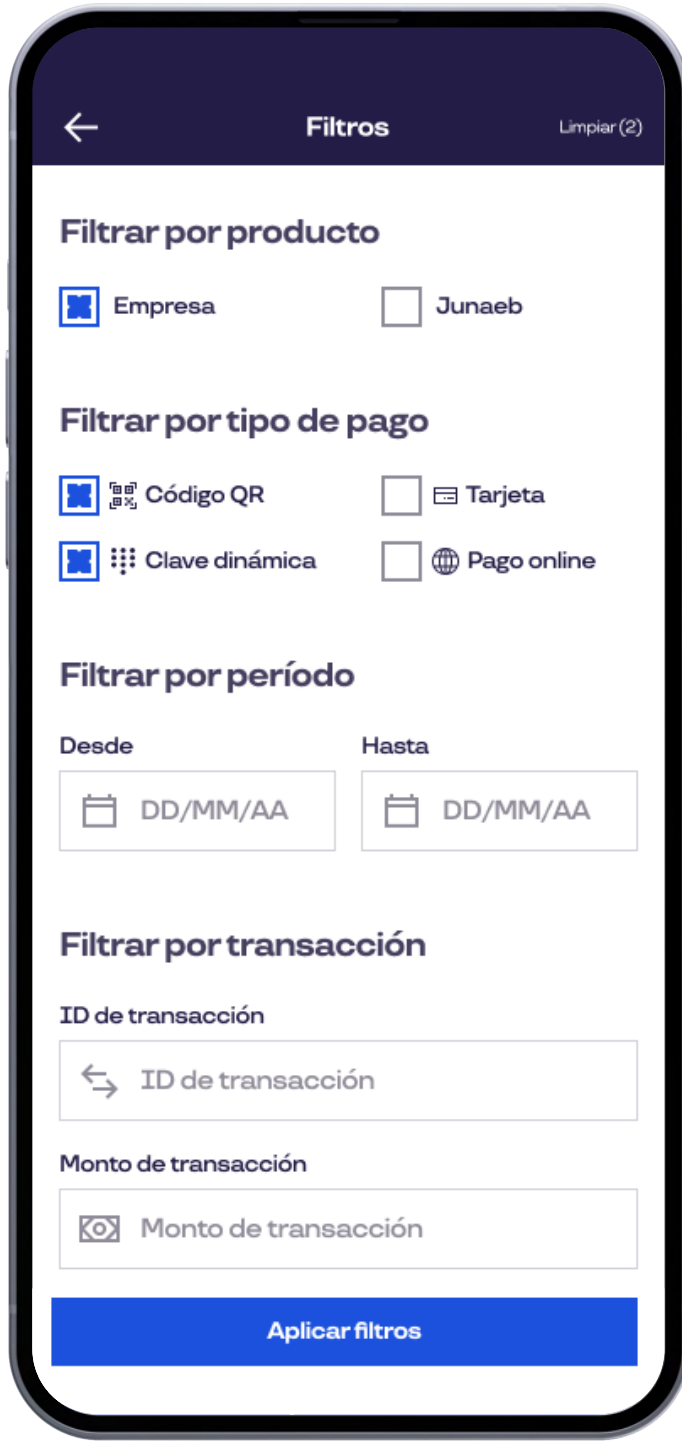 Filtros
Limpiar (2)
Filtrar por producto
Empresa
Junaeb
Filtrar por tipo de pago
Código QR
Tarjeta
Clave dinámica
Pago online
Filtrar por período
Desde
Hasta
DD/MM/AA
DD/MM/AA
Filtrar por transacción
ID de transacción
ID de transacción
Monto de transacción
Monto de transacción
Aplicar filtros